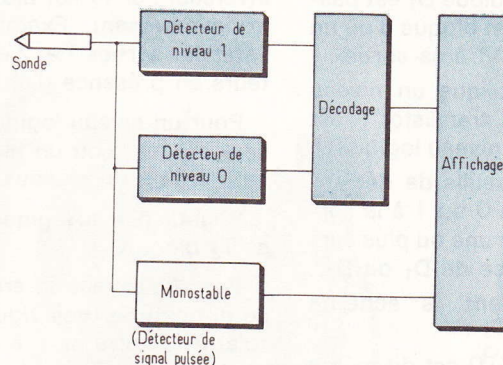 Sonde
Détecteur de
niveau 1
Détecteur de
niveau 0
Décodage
Affichage
Monostable
(Détecteur de
signal pulsée)